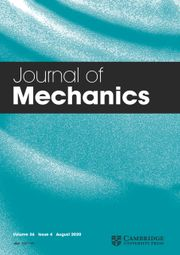 Journal of
Mechanics
Volume 36 Issue 4 August 2020
CAMBRIDGE
UNIVERSITY PRESS